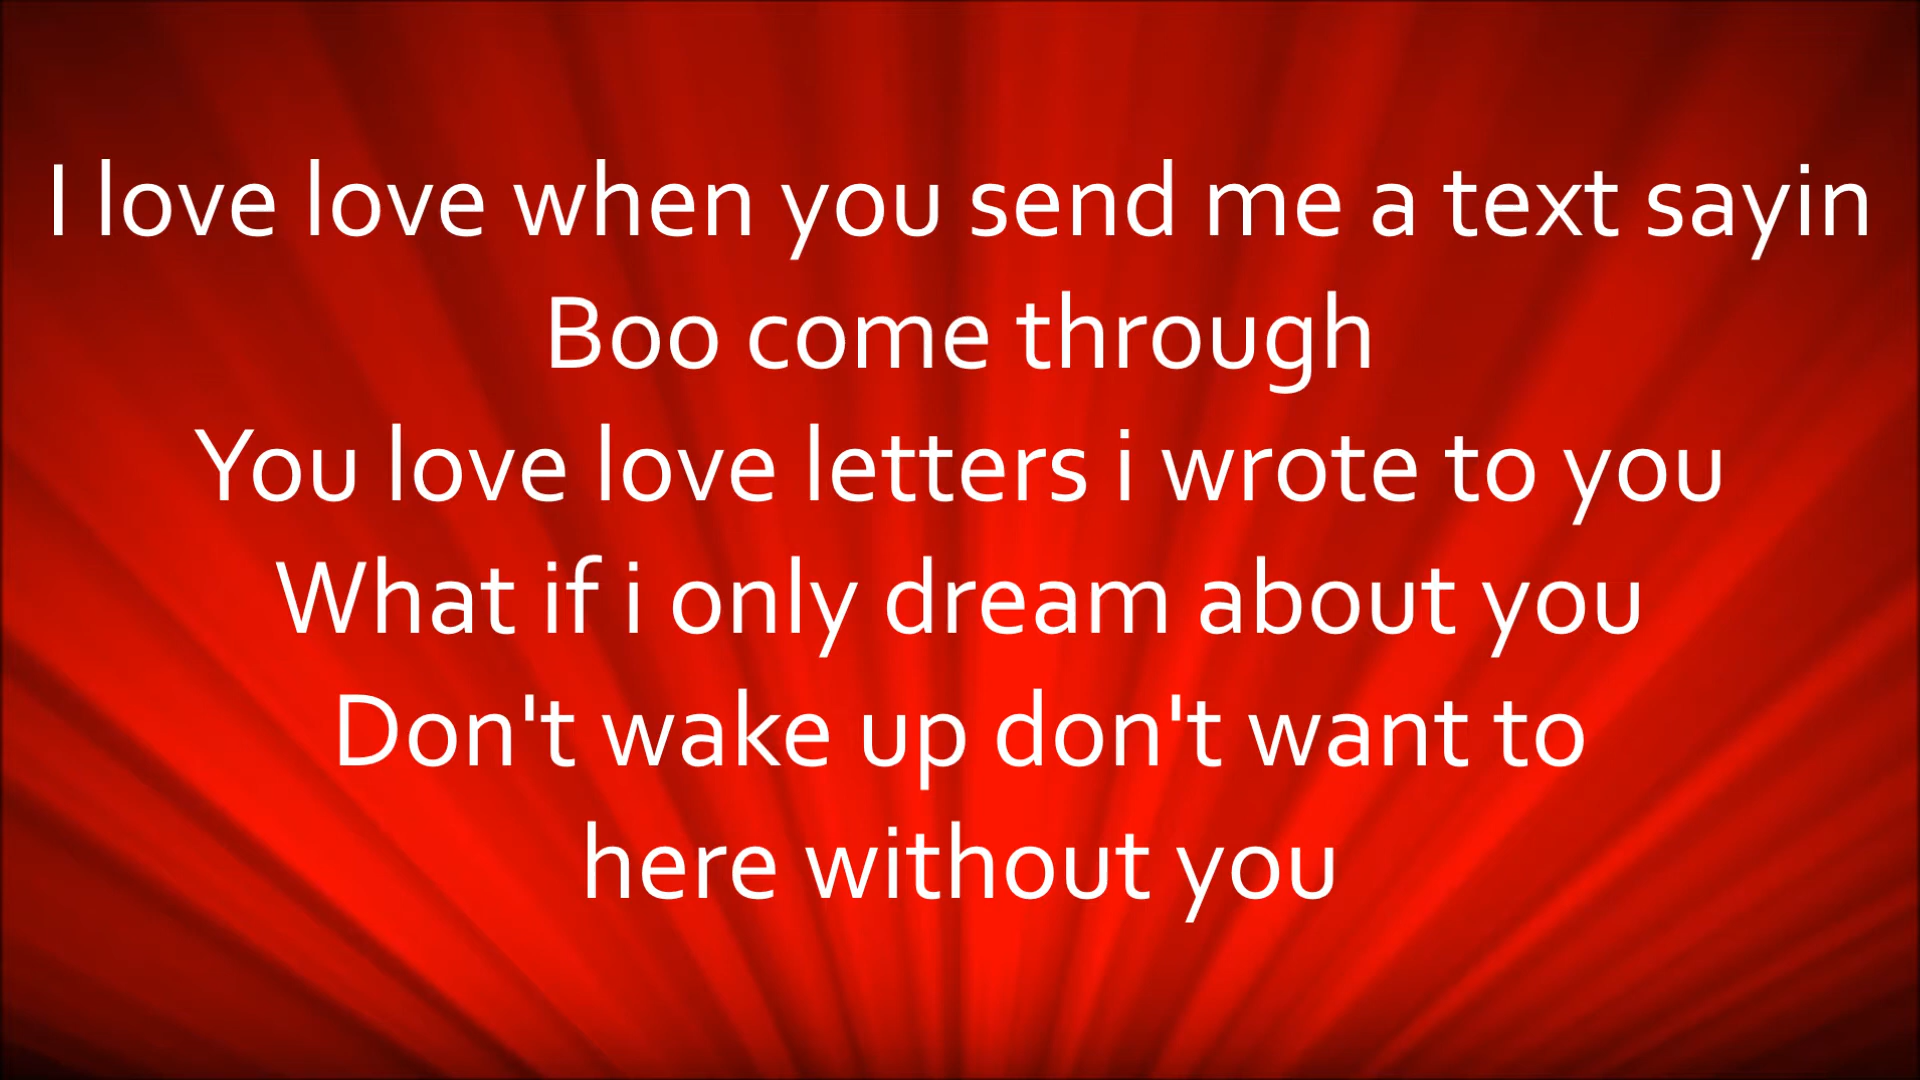 I love love when you send me a text sayin
Boo come through
You love love letters i wrote to you
What if i only dream about you
Don't wake up don't want to
here without you